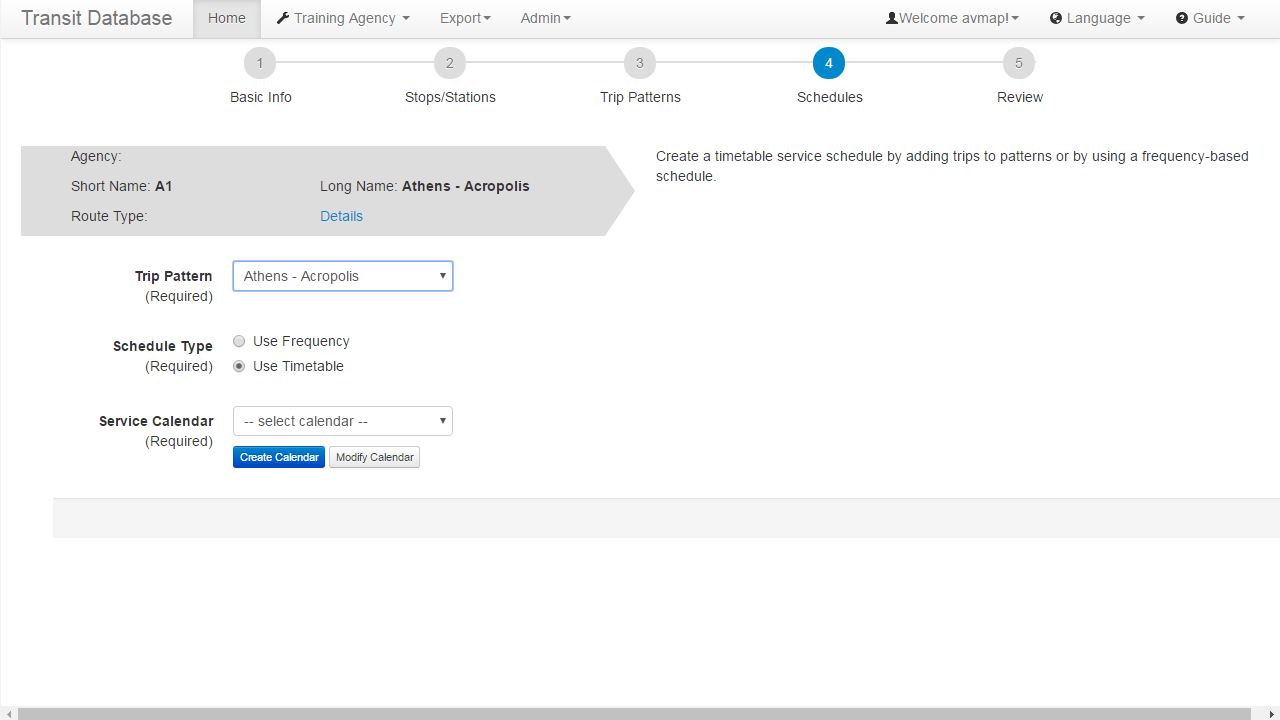 Transit Database Home Training Agency Export Admin Welcome avmap! Language Guide
1 2 3 4 5
Basic Info Stops/Stations Trip Patterns Schedules Review
Agency:
Short Name: A1 Long Name: Athens - Acropolis
Route Type: Details
Create a timetable service schedule by adding trips to patterns or by using a frequency-based
schedule.
Trip Pattern Athens - Acropolis
(Required)
Schedule Type Use Frequency
(Required) Use Timetable
Service Calendar -- select calendar --
(Required)
Create Calendar Modify Calendar